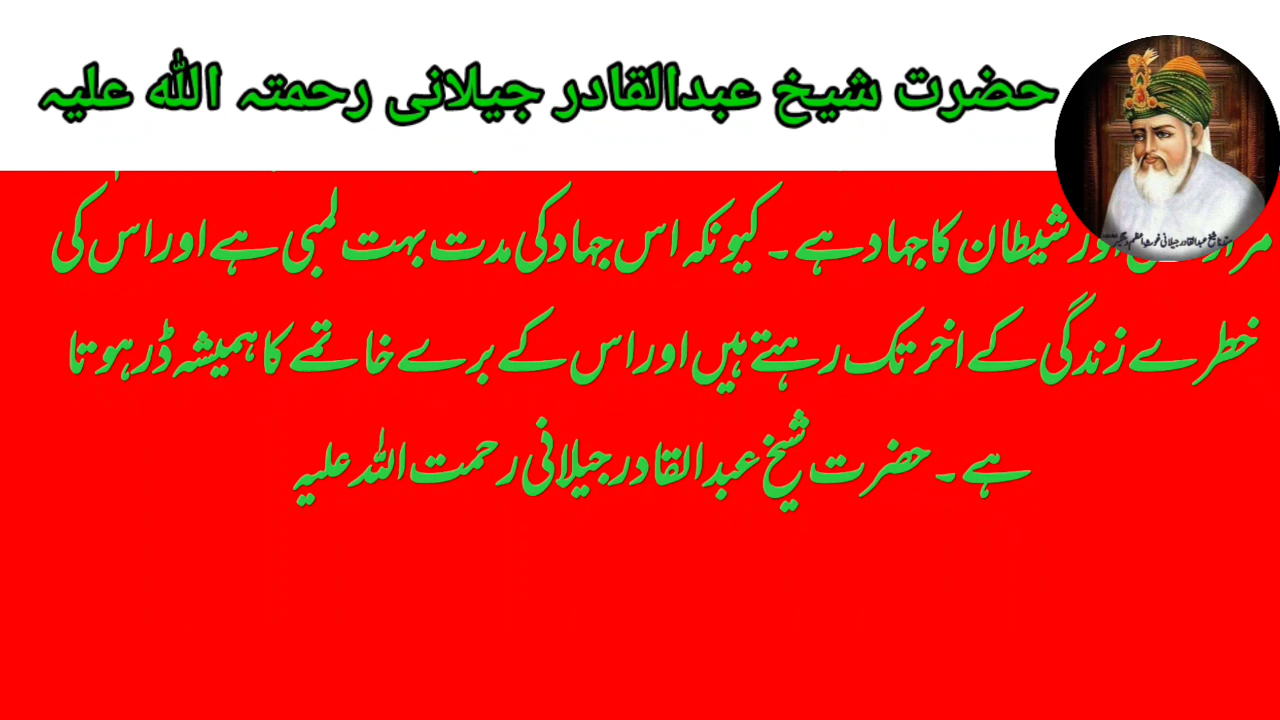 حضرت شیخ عبدالقادر جیلانی رحمتہ اللہ علیہ
شیطان کا جہاد ہے ۔ کیونکہ اس جہاد کی مدت بہت لمبی ہے اور اس کی
خطرے زندگی کے اخر تک رہتے ہیں اور اس کے برے خاتمے کا ہمیشہ ڈر ہوتا
ہے ۔ حضرت شیخ عبدالقادر جیلانی رحمت اللہ علیہ